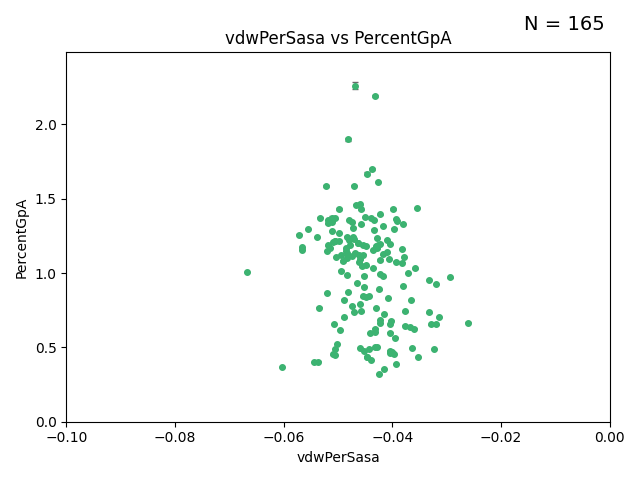 N = 165
vdwPerSasa vs PercentGpA
PercentGpA
2.0
1.5
1.0
0.5
0.0
−0.10 −0.08 −0.06 −0.04 −0.02 0.00
vdwPerSasa